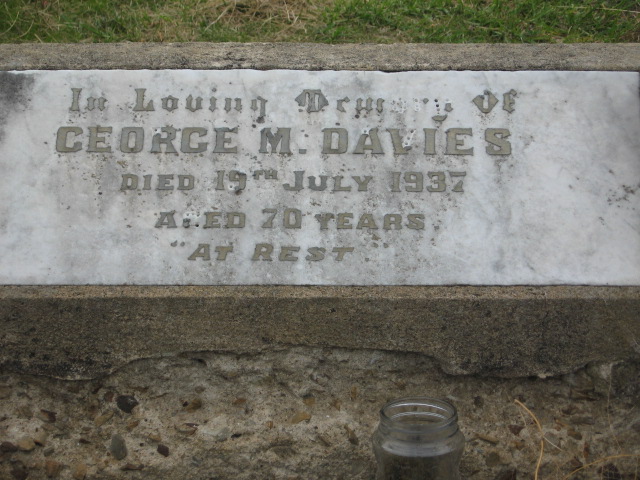 In Loving Memory of
GEORGE M. DAVIES
DIED 19TH JULY 1937
AGED 70 YEARS.
"AT REST"